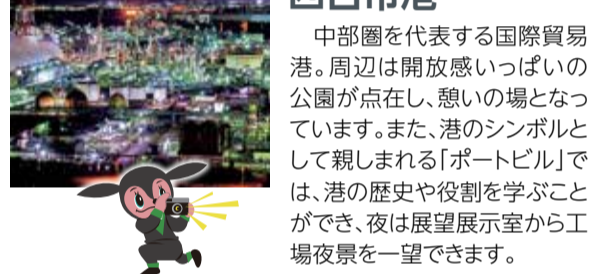 四日市港
中部圏を代表する国際貿易
港。周辺は開放感いっぱいの
公園が点在し、憩いの場となっ
ています。また、港のシンボルと
して親しまれる「ポートビル」で
は、港の歴史や役割を学ぶこと
ができ、夜は展望展示室から工
場夜景を一望できます。